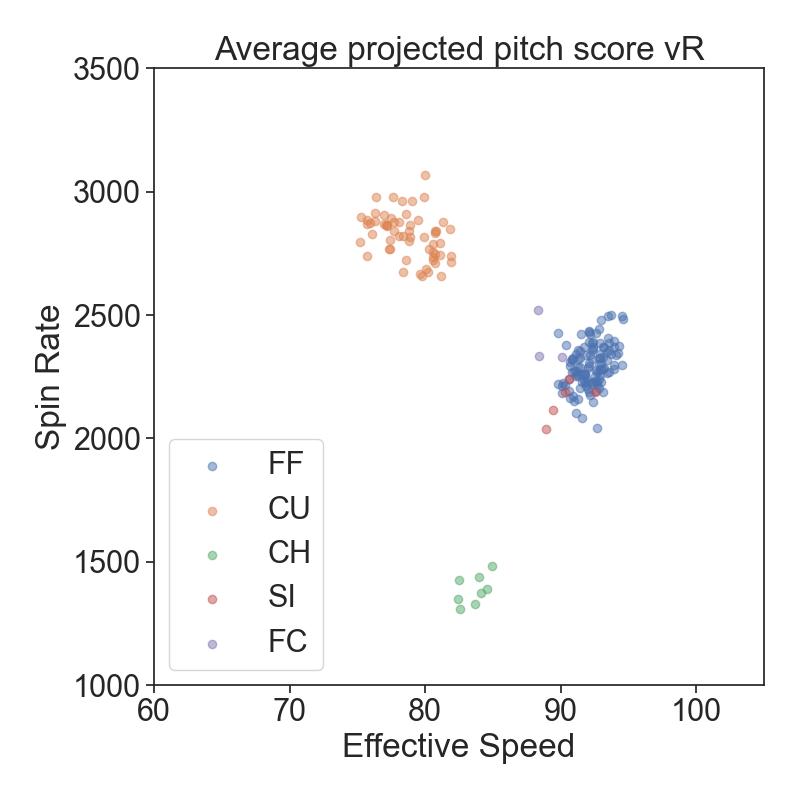 Average projected pitch score vR
3500
3000
2500
2000
1500
1000
Spin Rate
FF
CU
CH
SI
FC
60 70 80 90 100
Effective Speed